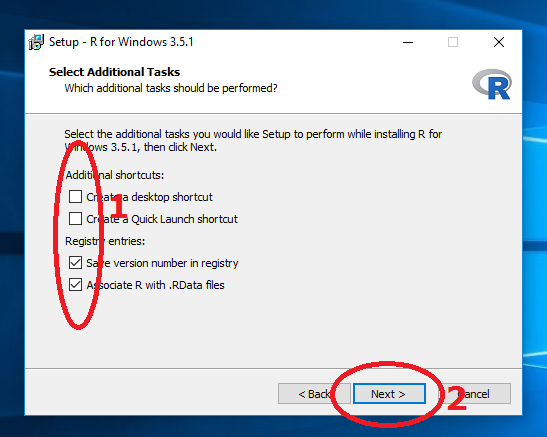 Setup - R for Windows 3.5.1
Select Additional Tasks
Which additional tasks should be performed?
R
Select the additional tasks you would like Setup to perform while installing R for
Windows 3.5.1, then click Next.
Additional shortcuts:
1
Create a desktop shortcut
Create a Quick Launch shortcut
Registry entries:
Save version number in registry
Associate R with .RData files
< Back
Next >
2
Cancel